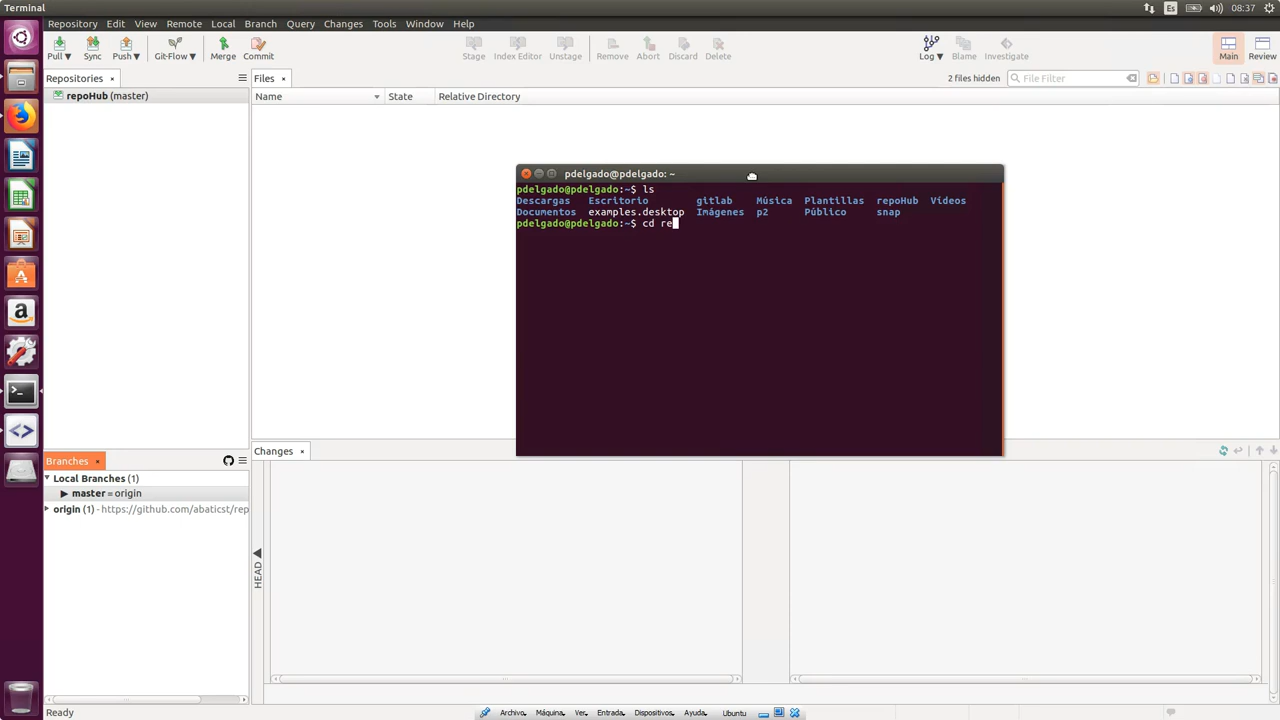 Terminal
Es
08:37
Repository Edit View Remote Local Branch Query Changes Tools Window Help
Pull Sync Push Git-Flow Merge Commit Stage Index Editor Unstage Remove Abort Discard Delete Log Blame Investigate Main Review
Repositories
Files
2 files hidden
File Filter
repoHub (master)
Name State Relative Directory
pdelgado@pdelgado: ~
pdelgado@pdelgado:~$ ls
Descargas Escritorio gitlab Música Plantillas repoHub Vídeos
Documentos examples.desktop Imágenes p2 Público snap
pdelgado@pdelgado:~$ cd re
Branches
Changes
Local Branches (1)
master = origin
origin (1) - https://github.com/abaticst/rep
HEAD
Ready
Archivo Máquina Ver Entrada Dispositivos Ayuda Ubuntu